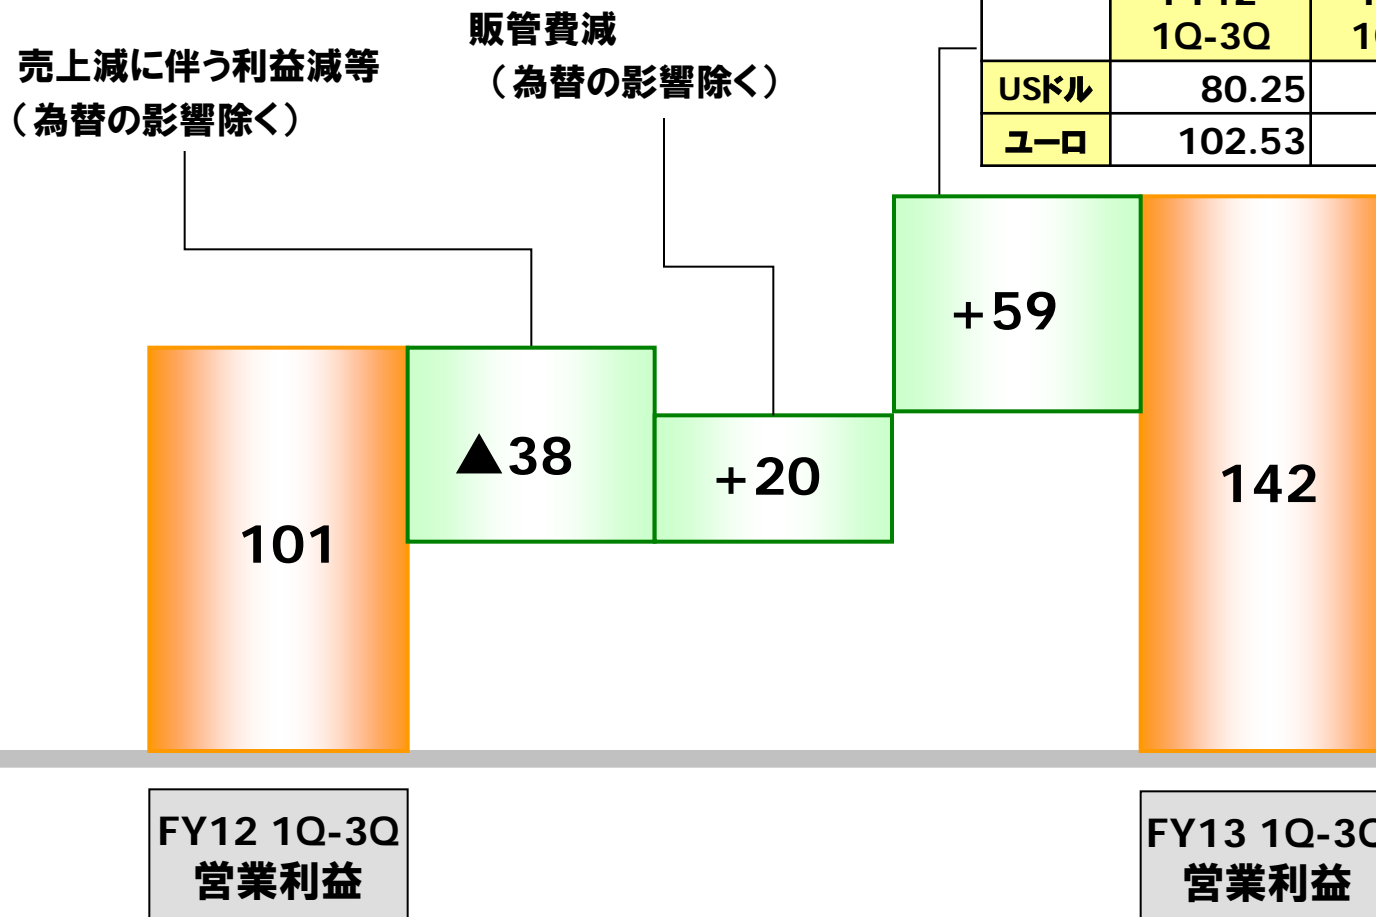 販管費減
（為替の影響除く）
売上減に伴う利益減等
（為替の影響除く）
1Q-3Q
USドル 80.25
ユーロ 102.53
+59
▲38
+20
101
142
FY12 1Q-3Q
営業利益
FY13 1Q-3Q
営業利益